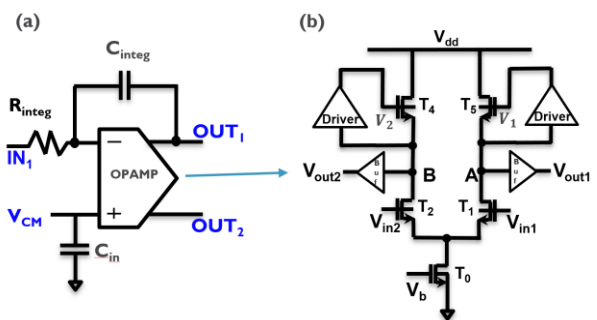 (a)
C_integ
R_integ
IN_1
−
OPAMP
+
OUT_1
V_CM
OUT_2
C_in
(b)
V_dd
Driver
V_2
T_4
T_5
V_1
Driver
V_out2
Buf
B
A
Buf
V_out1
V_in2
T_2
T_1
V_in1
V_b
T_0